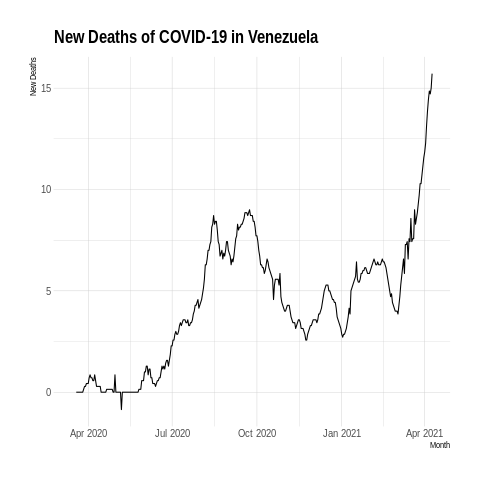 New Deaths of COVID-19 in Venezuela
New Deaths
15
10
5
0
Apr 2020 Jul 2020 Oct 2020 Jan 2021 Apr 2021
Month